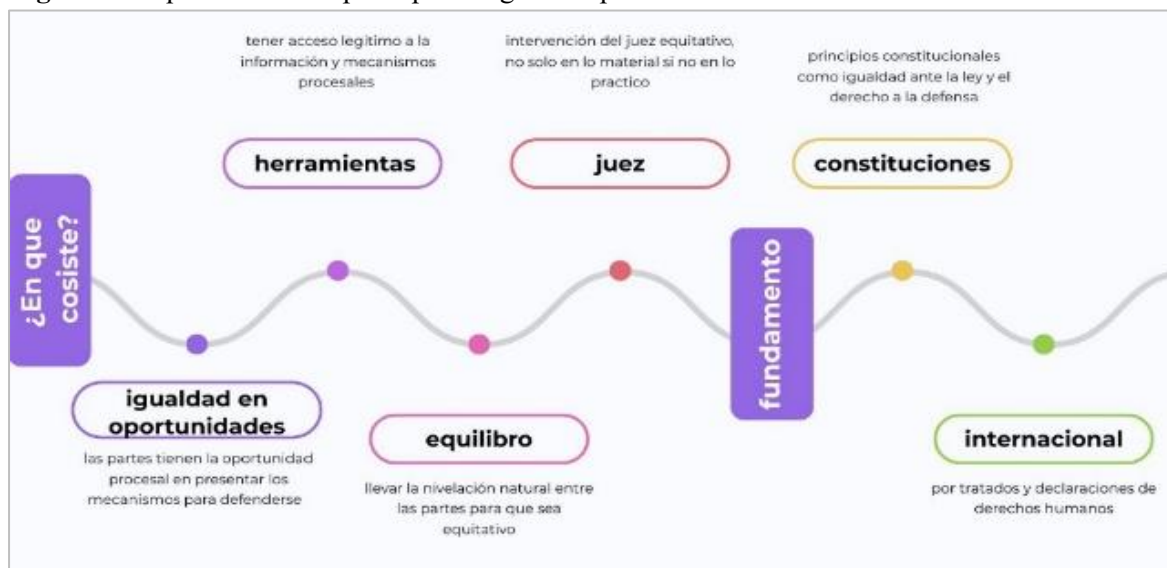 tener acceso legitimo a la
información y mecanismos
procesales
intervención del juez equitativo,
no solo en lo material si no en lo
practico
principios constitucionales
como igualdad ante la ley y el
derecho a la defensa
herramientas
juez
constituciones
¿En que
cosiste?
fundamento
igualdad en
oportunidades
las partes tienen la oportunidad
procesal en presentar los
mecanismos para defenderse
equilibro
llevar la nivelación natural entre
las partes para que sea
equitativo
internacional
por tratados y declaraciones de
derechos humanos